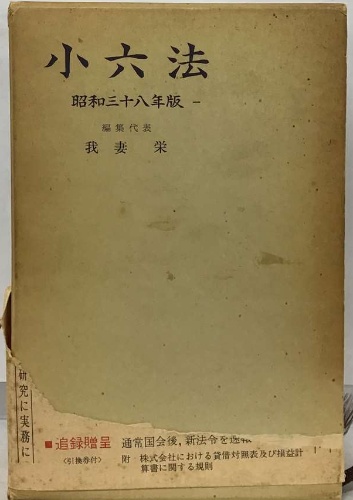 小六法
昭和三十八年版
編集代表
我妻 栄
研究に実務に
■追録贈呈
〈引換券付〉
通常国会後,新法令を速報
附・株式会社における貸借対照表及び損益計
算書に関する規則